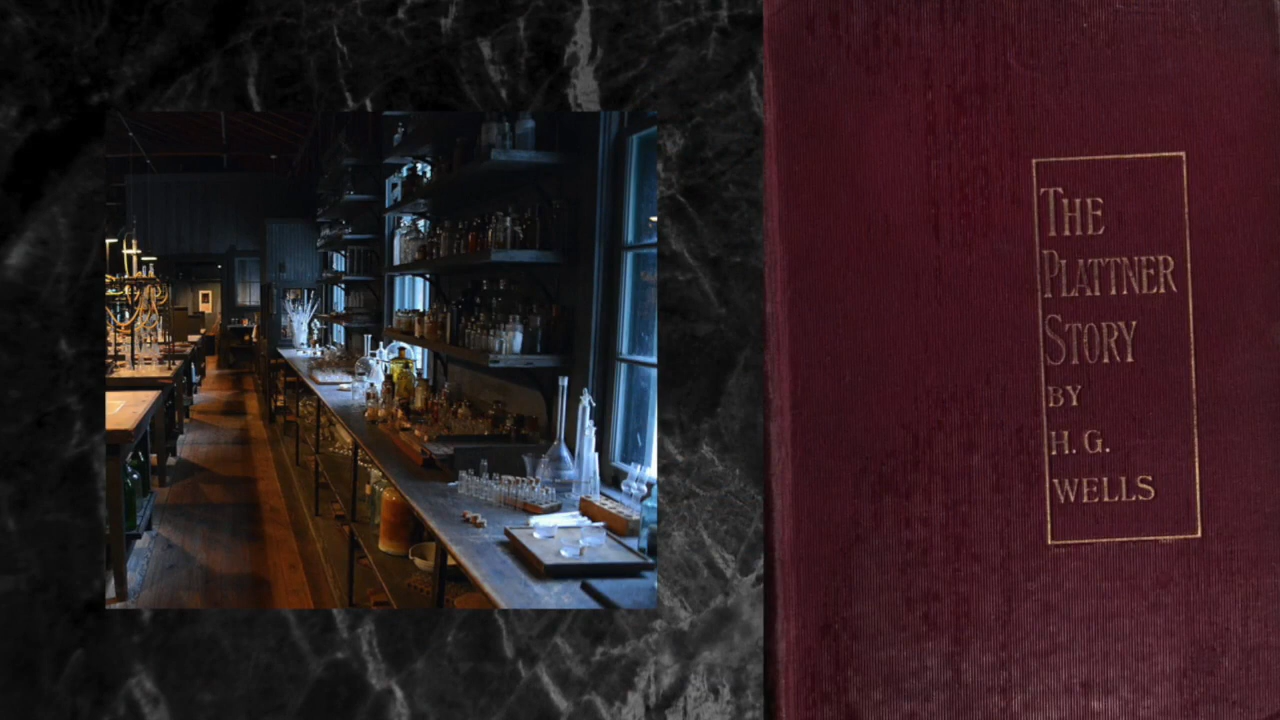 THE
PLATTNER
STORY
BY
H. G.
WELLS